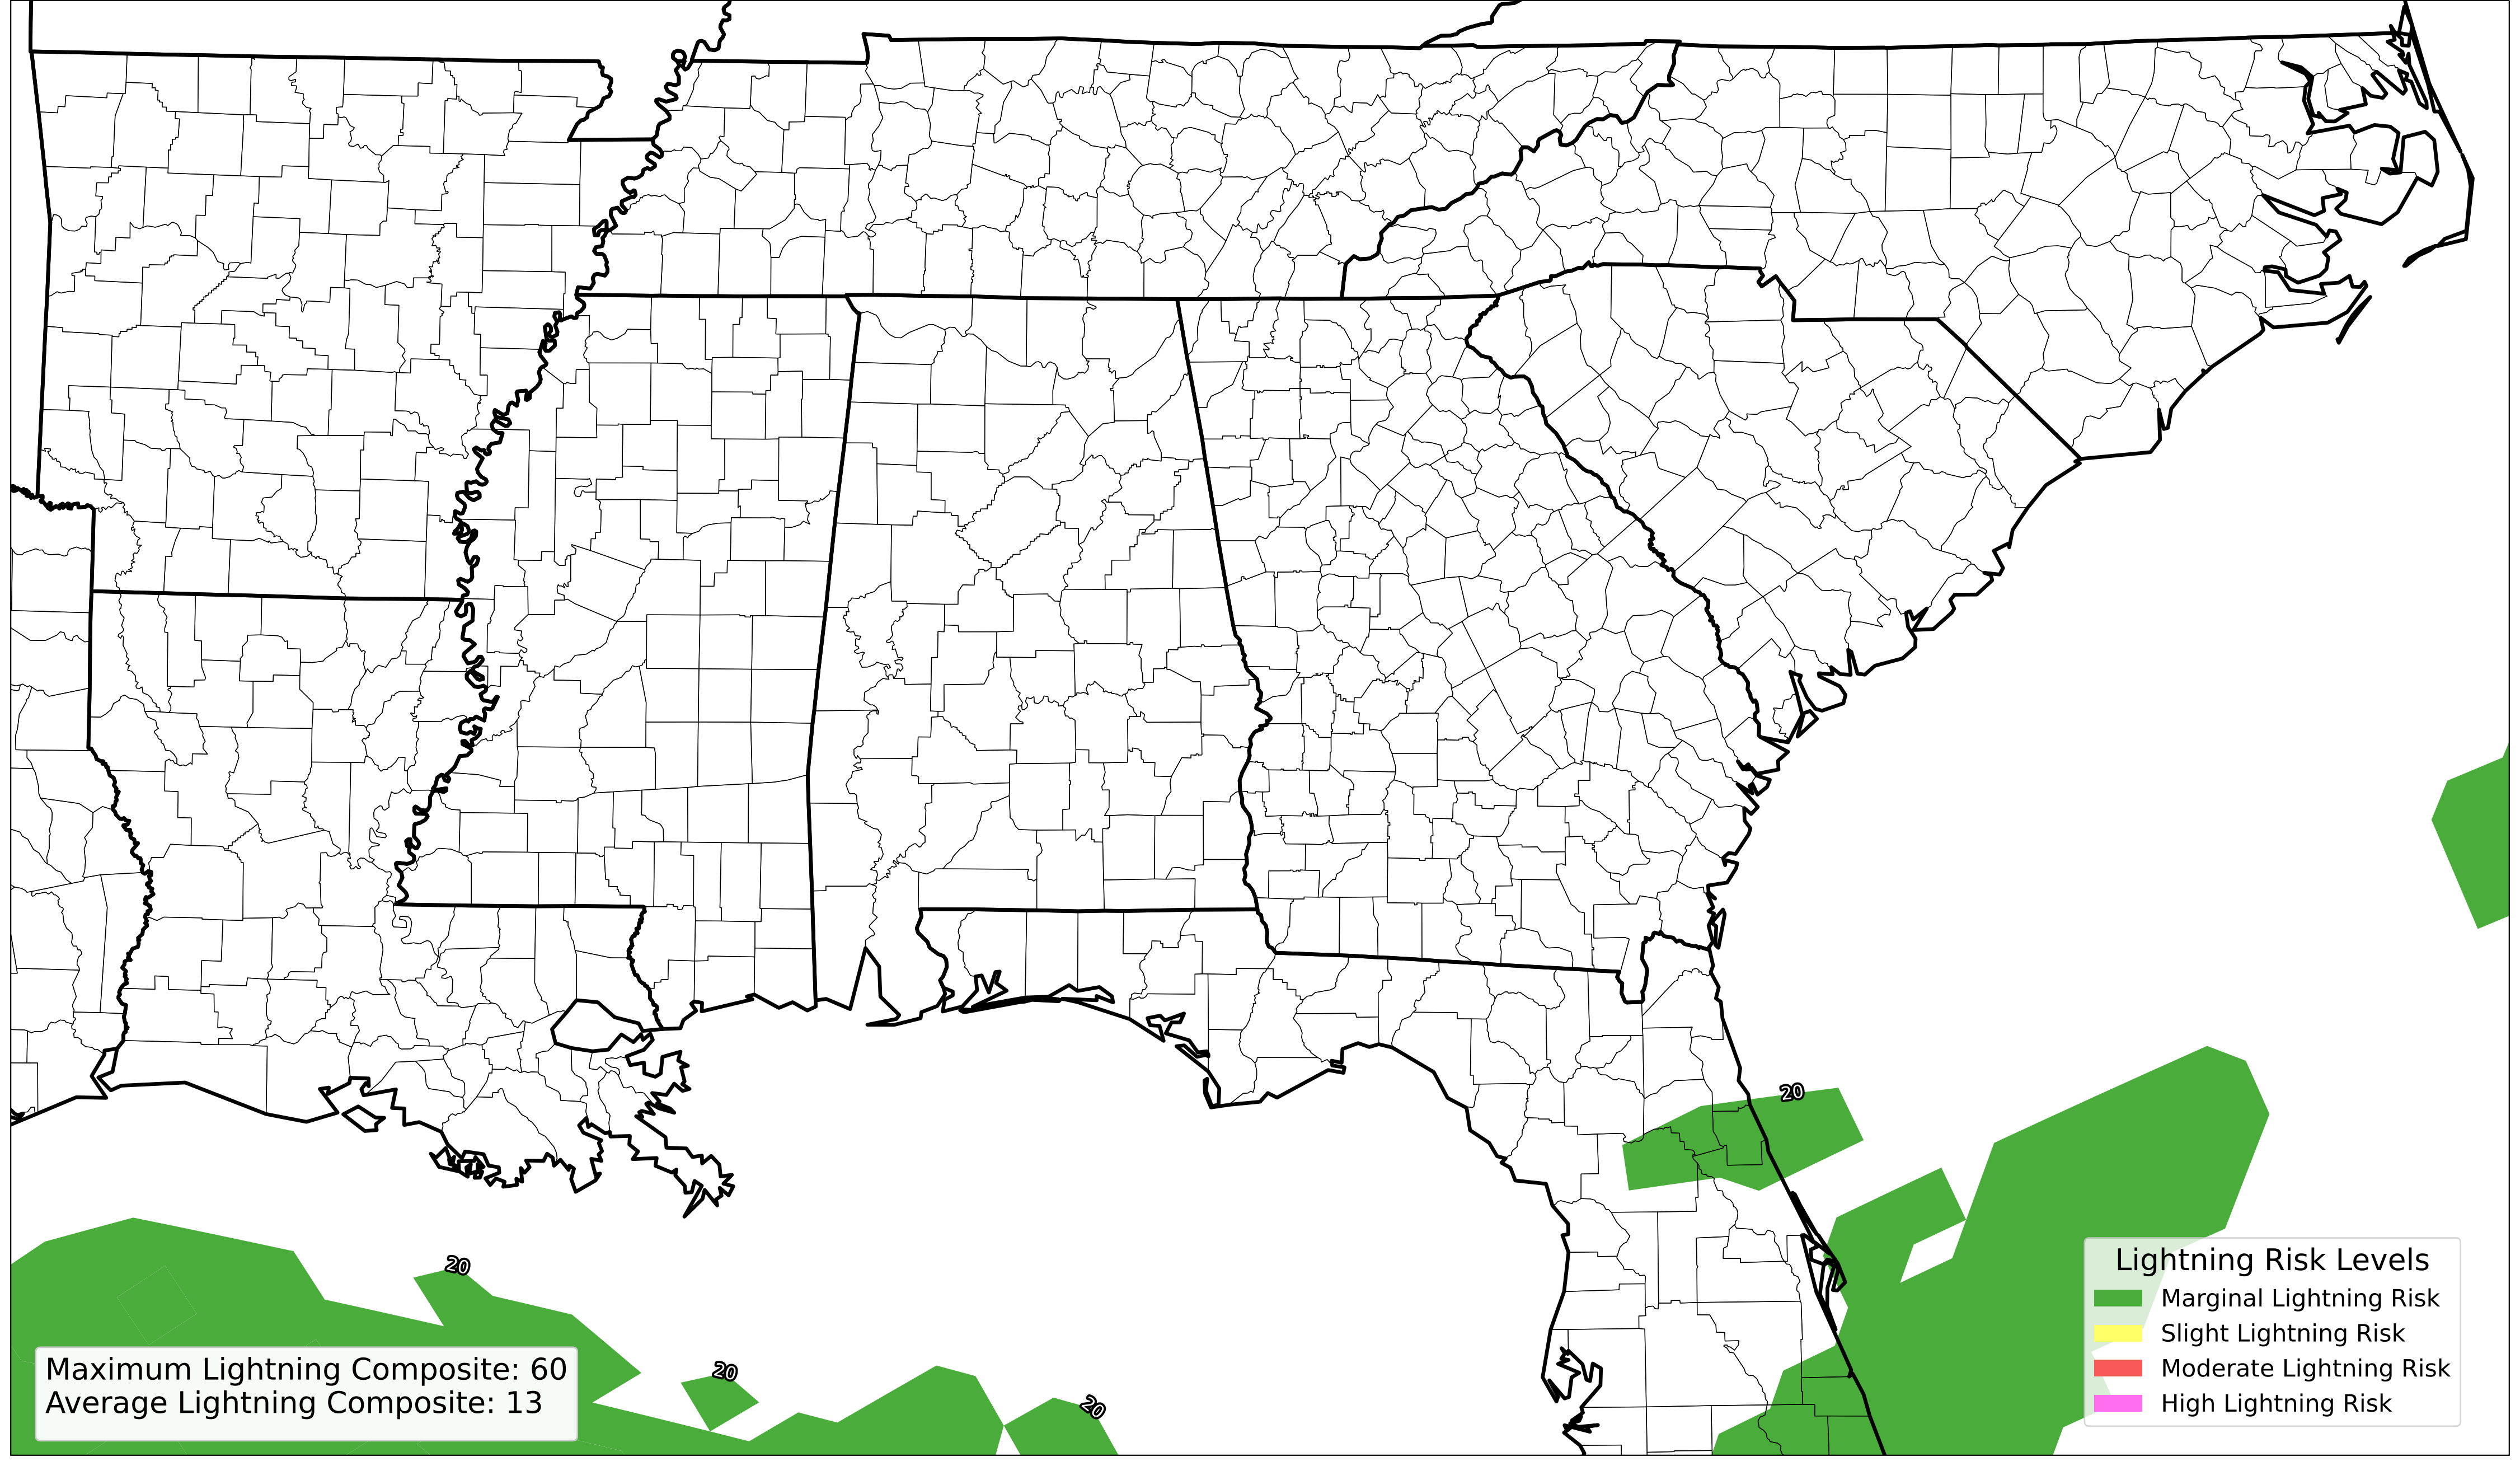 20
20
20
20
Lightning Risk Levels
Marginal Lightning Risk
Slight Lightning Risk
Moderate Lightning Risk
High Lightning Risk
Maximum Lightning Composite: 60
Average Lightning Composite: 13